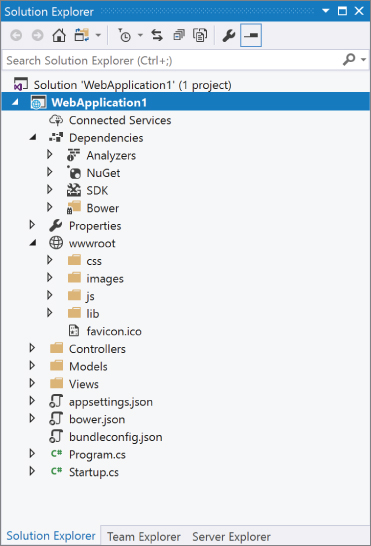 Solution Explorer
Search Solution Explorer (Ctrl+;)
Solution 'WebApplication1' (1 project)
WebApplication1
Connected Services
Dependencies
Analyzers
NuGet
SDK
Bower
Properties
wwwroot
css
images
js
lib
favicon.ico
Controllers
Models
Views
appsettings.json
bower.json
bundleconfig.json
C# Program.cs
C# Startup.cs
Solution Explorer Team Explorer Server Explorer